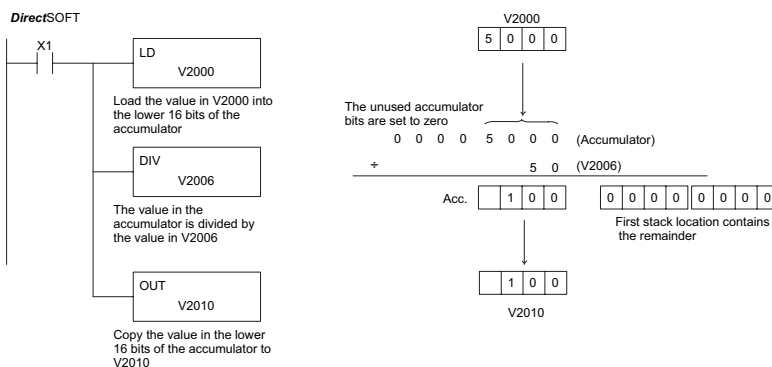 DirectSOFT
X1
LD
V2000
Load the value in V2000 into
the lower 16 bits of the
accumulator
DIV
V2006
The value in the
accumulator is divided by
the value in V2006
OUT
V2010
Copy the value in the lower
16 bits of the accumulator to
V2010
V2000
5 0 0 0
The unused accumulator
bits are set to zero
0 0 0 0 5 0 0 0 (Accumulator)
÷ 5 0 (V2006)
Acc. 1 0 0 0 0 0 0 0 0 0 0
First stack location contains
the remainder
1 0 0
V2010